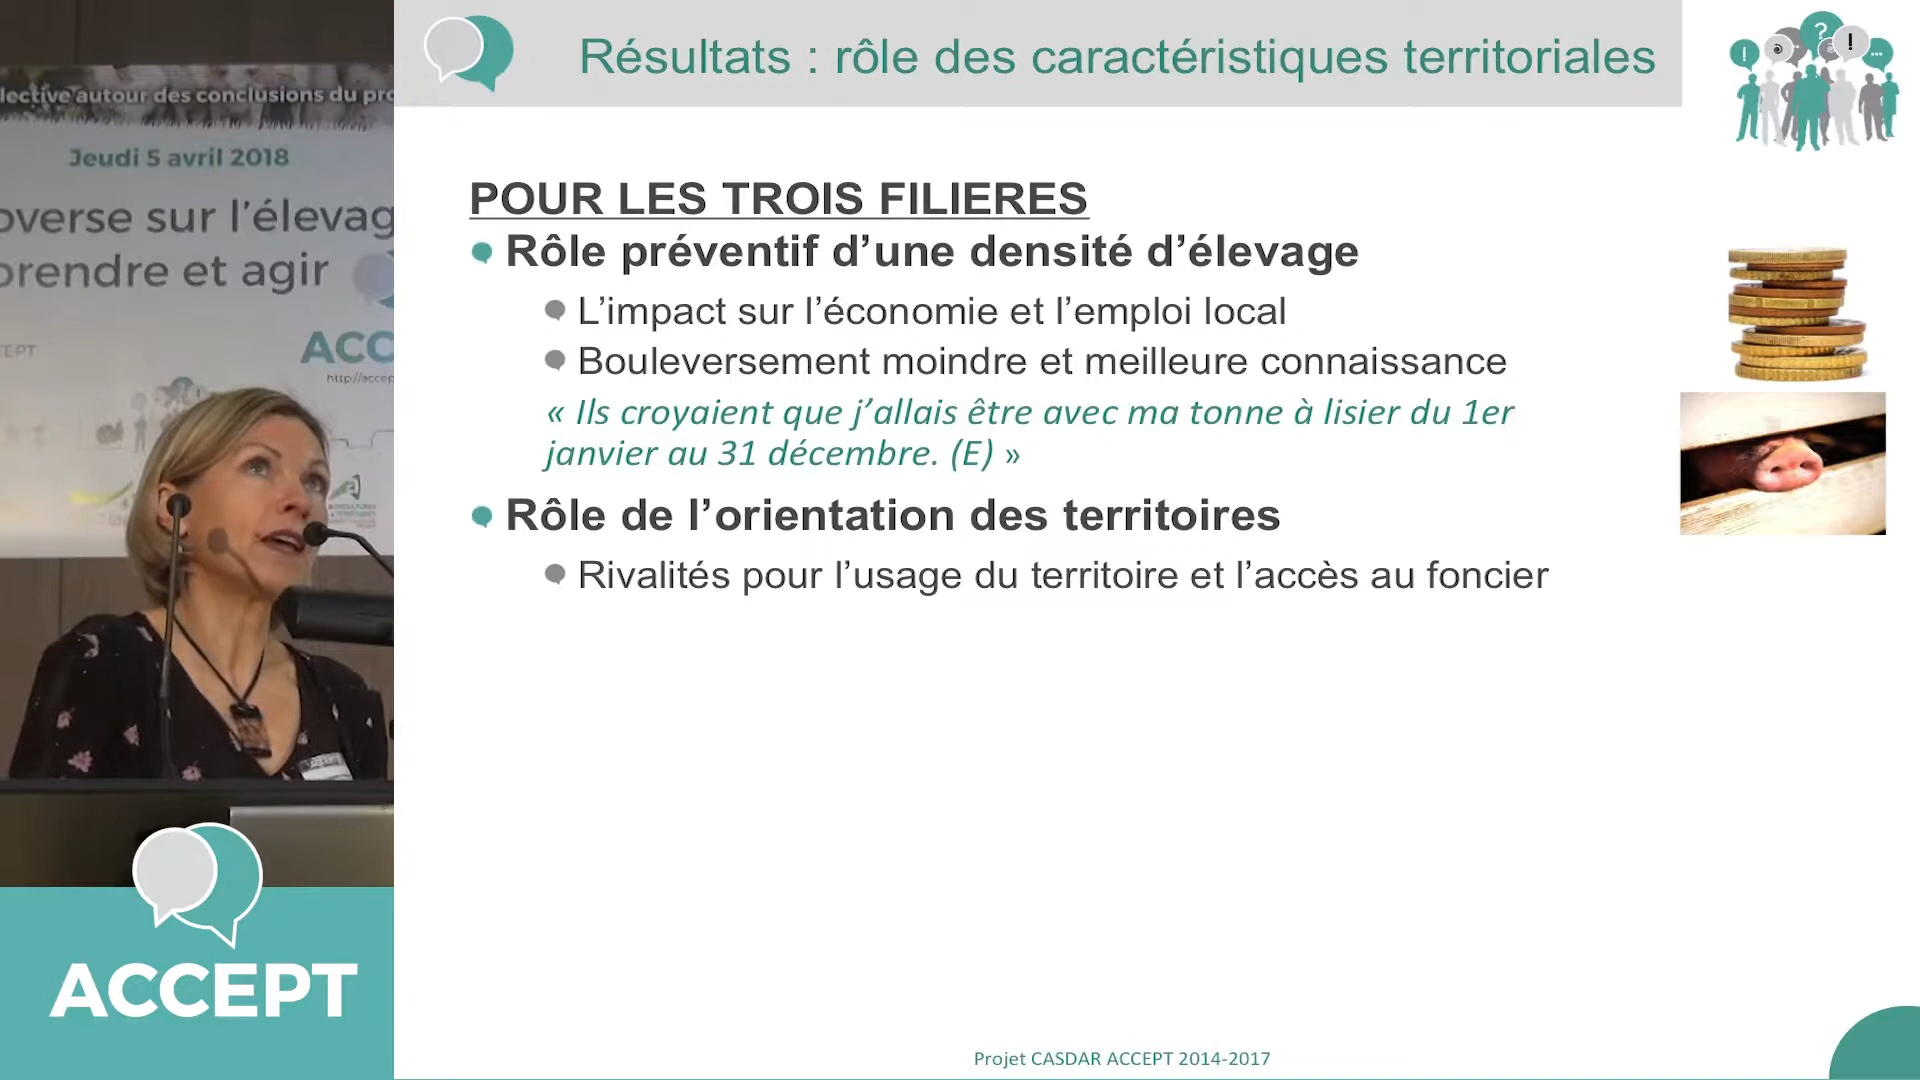 Résultats : rôle des caractéristiques territoriales
POUR LES TROIS FILIERES
Rôle préventif d’une densité d’élevage
L’impact sur l’économie et l’emploi local
Bouleversement moindre et meilleure connaissance
« Ils croyaient que j’allais être avec ma tonne à lisier du 1er
janvier au 31 décembre. (E) »
Rôle de l’orientation des territoires
Rivalités pour l’usage du territoire et l’accès au foncier
Projet CASDAR ACCEPT 2014-2017
lective autour des conclusions du pro
Jeudi 5 avril 2018
overse sur l’élevag
prendre et agir
ACC
EPT
http://accep
ACCEPT